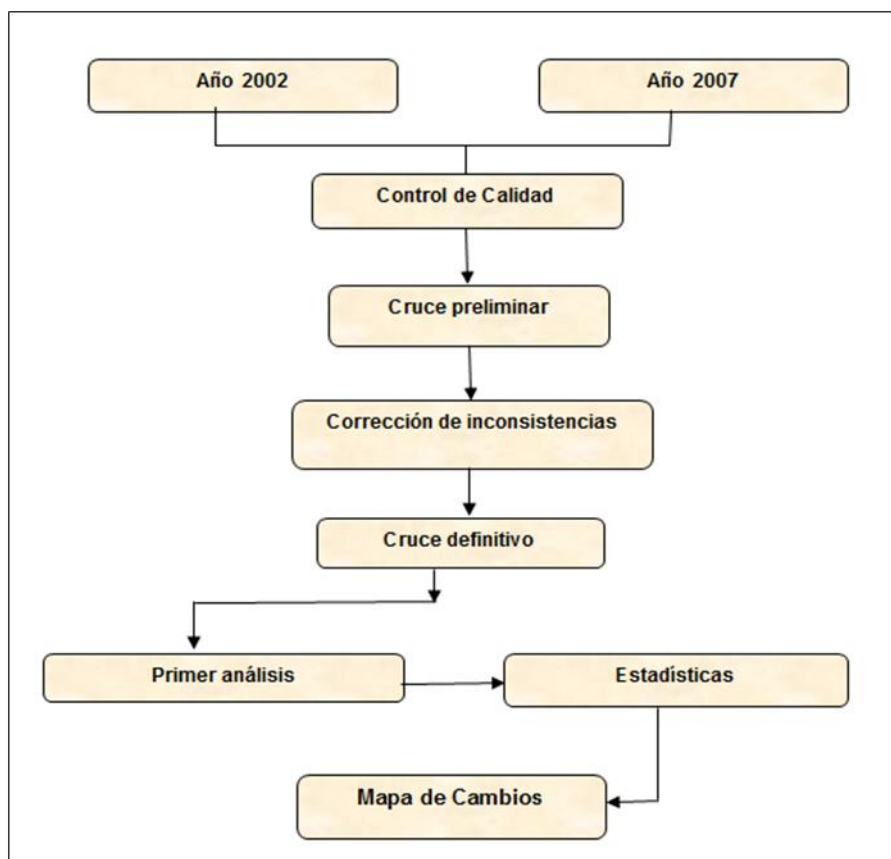 Año 2002
Año 2007
Control de Calidad
Cruce preliminar
Corrección de inconsistencias
Cruce definitivo
Primer análisis
Estadísticas
Mapa de Cambios